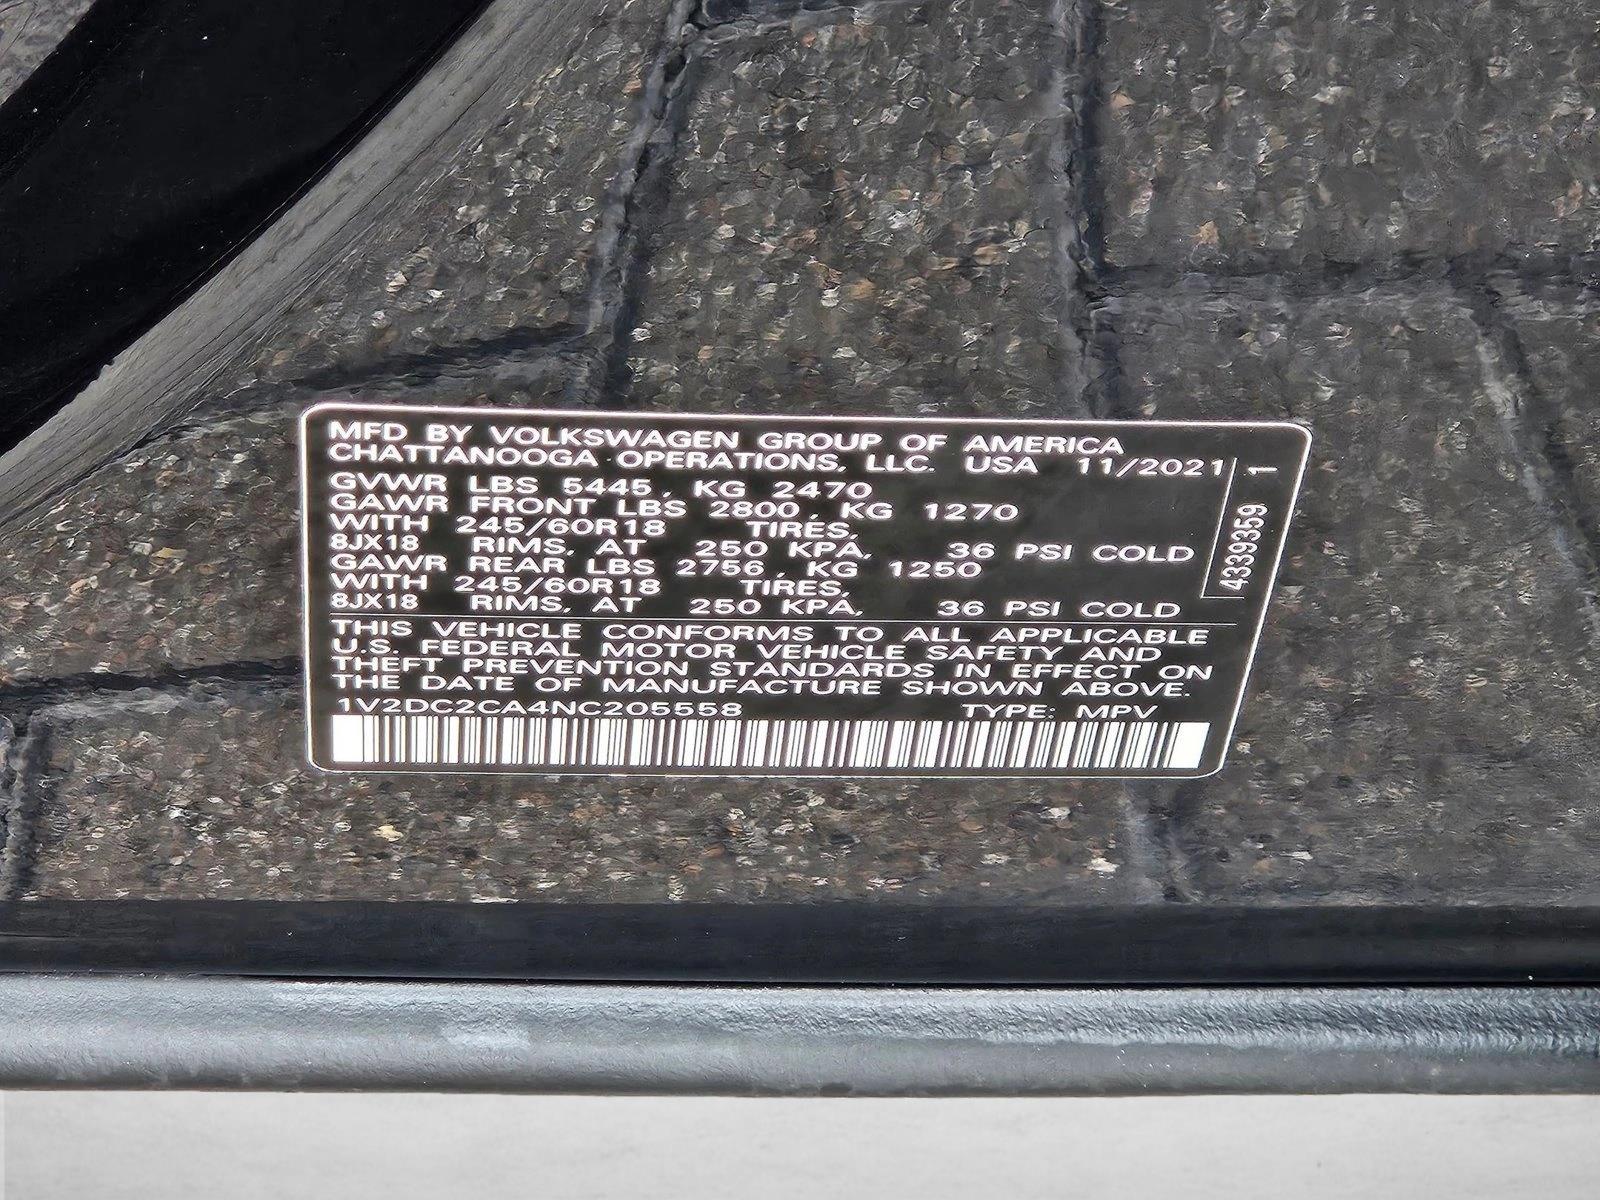 MFD BY VOLKSWAGEN GROUP OF AMERICA
CHATTANOOGA OPERATIONS, LLC. USA 11/2021
GVWR LBS 5445, KG 2470
GAWR FRONT LBS 2800, KG 1270
WITH 245/60R18 TIRES,
8JX18 RIMS, AT 250 KPA, 36 PSI COLD
GAWR REAR LBS 2756, KG 1250
WITH 245/60R18 TIRES,
8JX18 RIMS, AT 250 KPA, 36 PSI COLD
THIS VEHICLE CONFORMS TO ALL APPLICABLE
U.S. FEDERAL MOTOR VEHICLE SAFETY AND
THEFT PREVENTION STANDARDS IN EFFECT ON
THE DATE OF MANUFACTURE SHOWN ABOVE.
1V2DC2CA4NC205558 TYPE: MPV
4339359 1